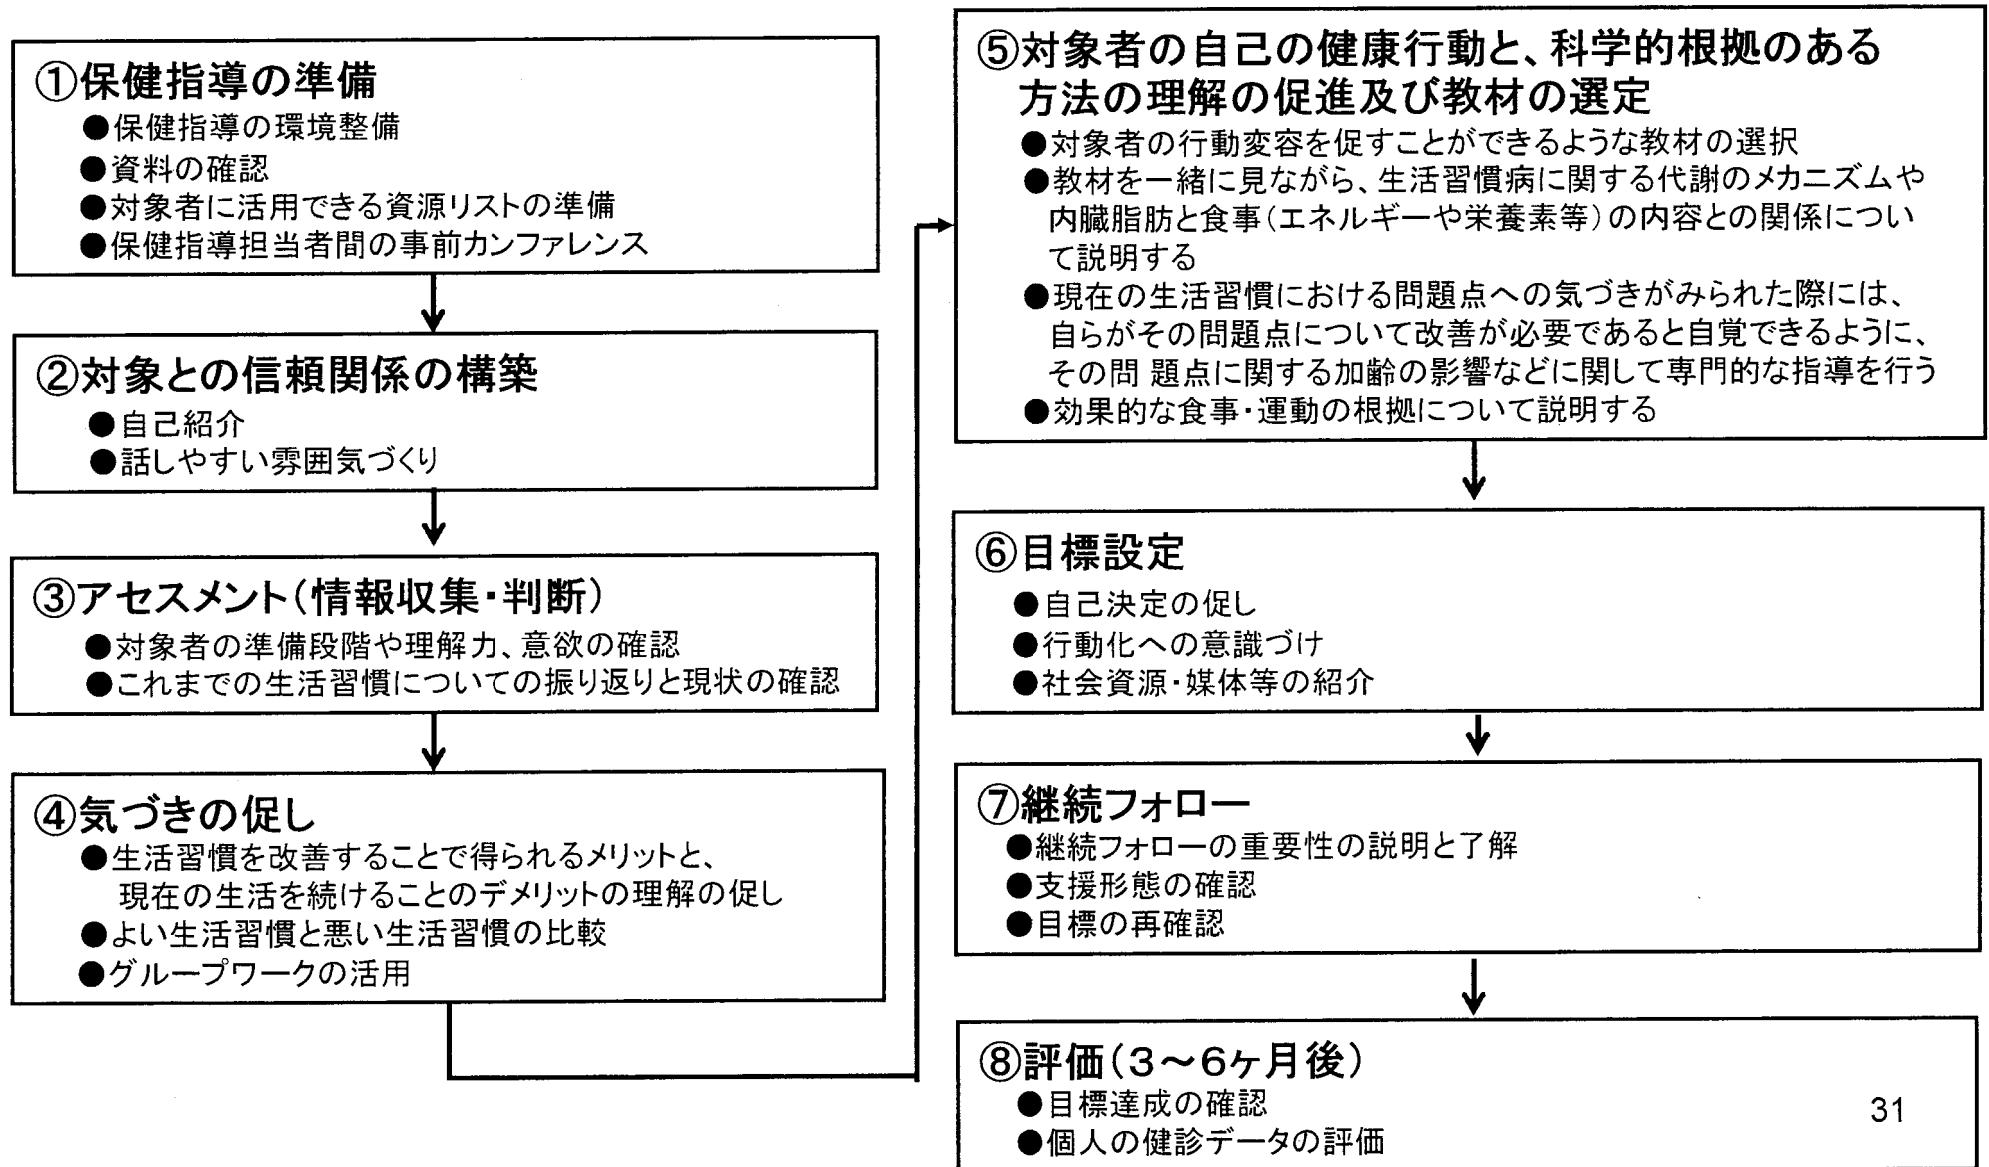 ①保健指導の準備
●保健指導の環境整備
●資料の確認
●対象者に活用できる資源リストの準備
●保健指導担当者間の事前カンファレンス
②対象との信頼関係の構築
●自己紹介
●話しやすい雰囲気づくり
③アセスメント(情報収集・判断)
●対象者の準備段階や理解力、意欲の確認
●これまでの生活習慣についての振り返りと現状の確認
④気づきの促し
●生活習慣を改善することで得られるメリットと、
現在の生活を続けることのデメリットの理解の促し
●よい生活習慣と悪い生活習慣の比較
●グループワークの活用
⑤対象者の自己の健康行動と、科学的根拠のある
方法の理解の促進及び教材の選定
●対象者の行動変容を促すことができるような教材の選択
●教材を一緒に見ながら、生活習慣病に関する代謝のメカニズムや
内臓脂肪と食事(エネルギーや栄養素等)の内容との関係につい
て説明する
●現在の生活習慣における問題点への気づきがみられた際には、
自らがその問題点について改善が必要であると自覚できるように、
その問 題点に関する加齢の影響などに関して専門的な指導を行う
●効果的な食事・運動の根拠について説明する
⑥目標設定
●自己決定の促し
●行動化への意識づけ
●社会資源・媒体等の紹介
⑦継続フォロー
●継続フォローの重要性の説明と了解
●支援形態の確認
●目標の再確認
⑧評価(3~6ヶ月後)
●目標達成の確認
●個人の健診データの評価
31